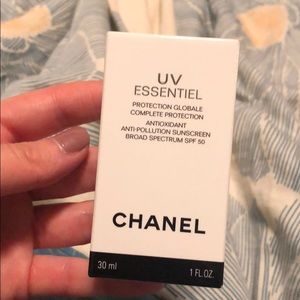 UV
ESSENTIEL
PROTECTION GLOBALE
COMPLETE PROTECTION
ANTIOXIDANT
ANTI-POLLUTION SUNSCREEN
BROAD SPECTRUM SPF 50
CHANEL
30 ml 1 FL.OZ.